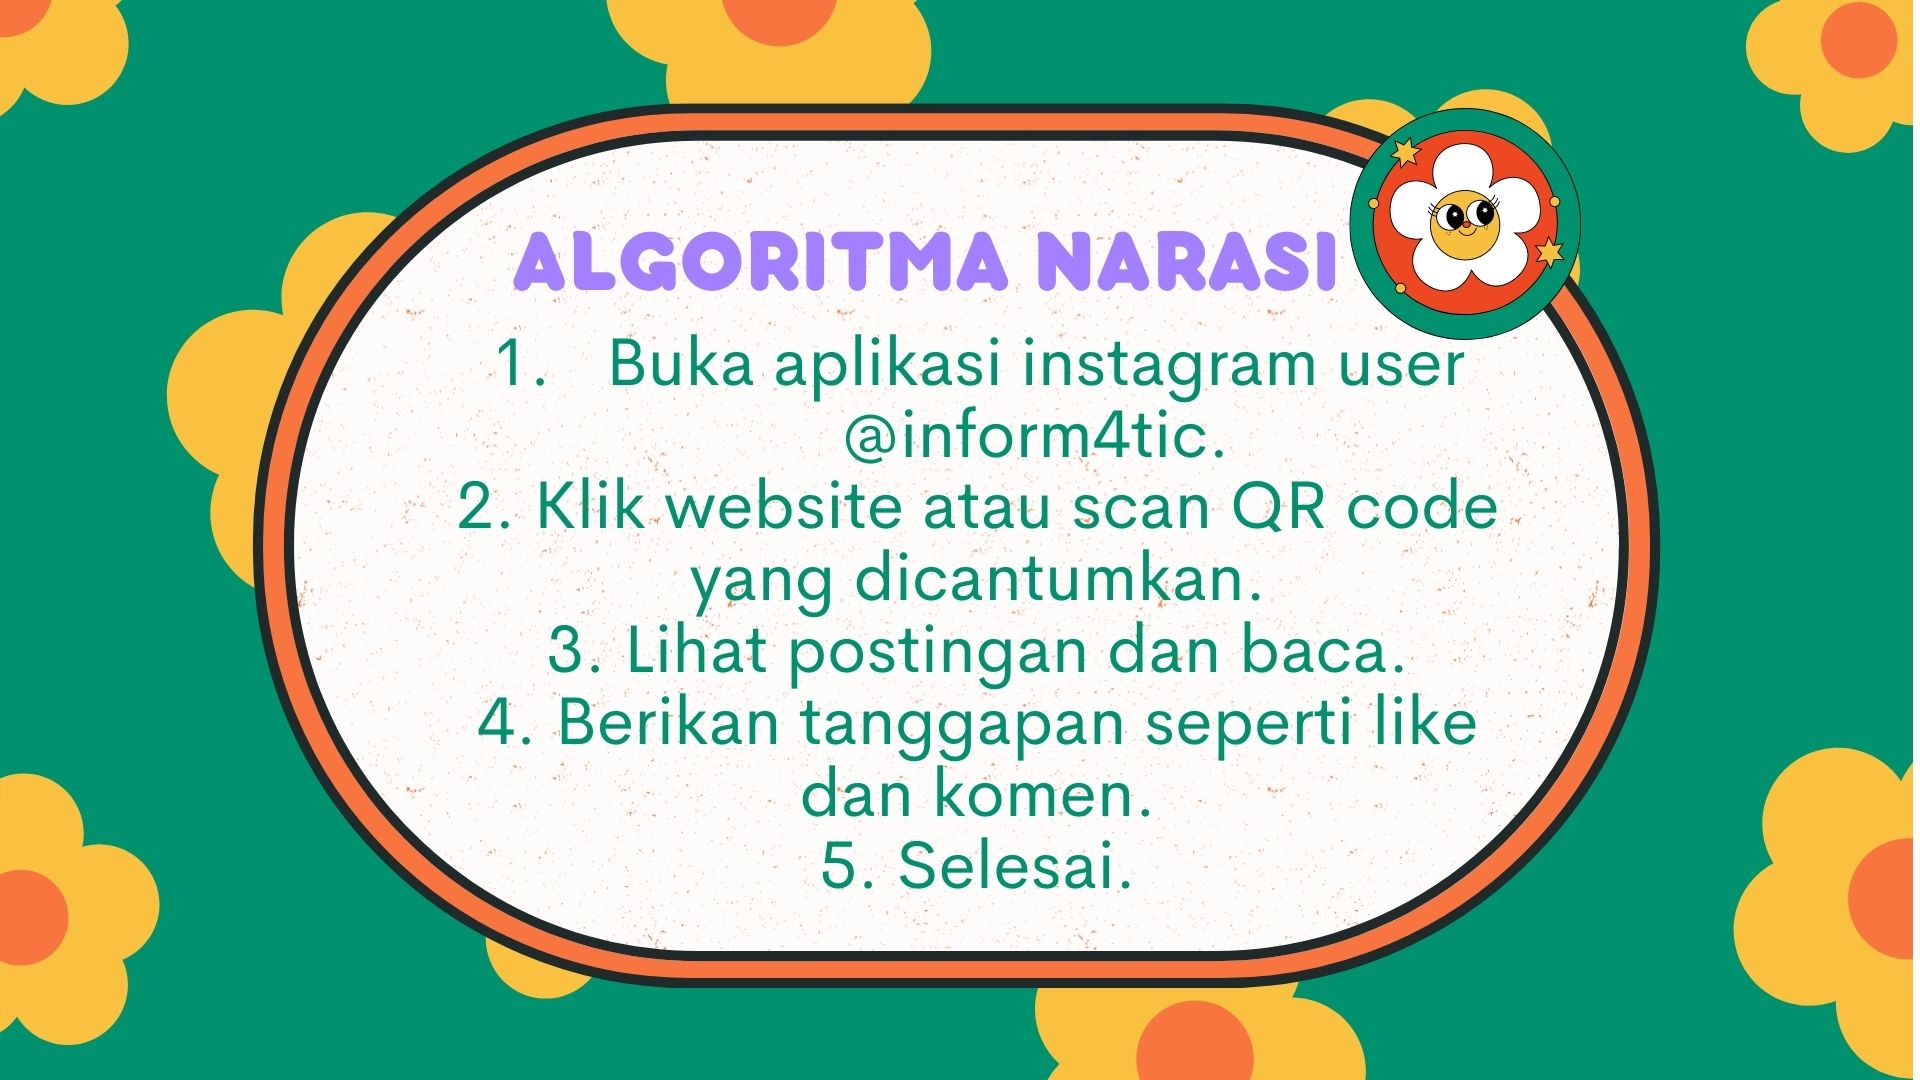 ALGORITMA NARASI
1. Buka aplikasi instagram user
@inform4tic.
2. Klik website atau scan QR code
yang dicantumkan.
3. Lihat postingan dan baca.
4. Berikan tanggapan seperti like
dan komen.
5. Selesai.